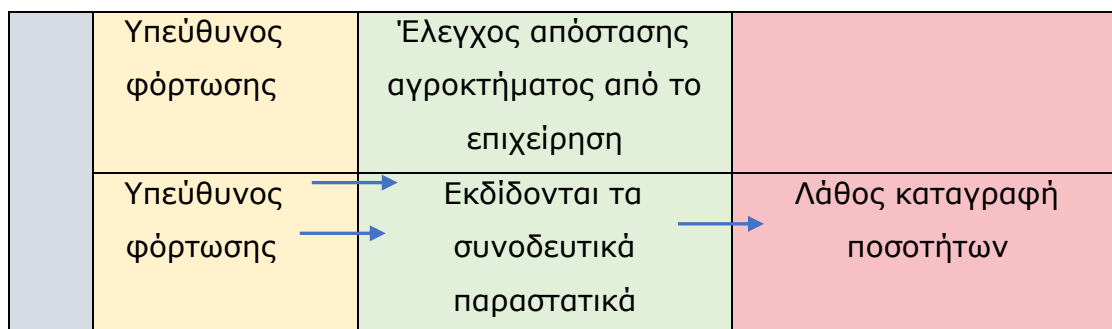 Υπεύθυνος
φόρτωσης
Έλεγχος απόστασης
αγροκτήματος από το
επιχείρηση
Υπεύθυνος
φόρτωσης
Εκδίδονται τα
συνοδευτικά
παραστατικά
Λάθος καταγραφή
ποσοτήτων